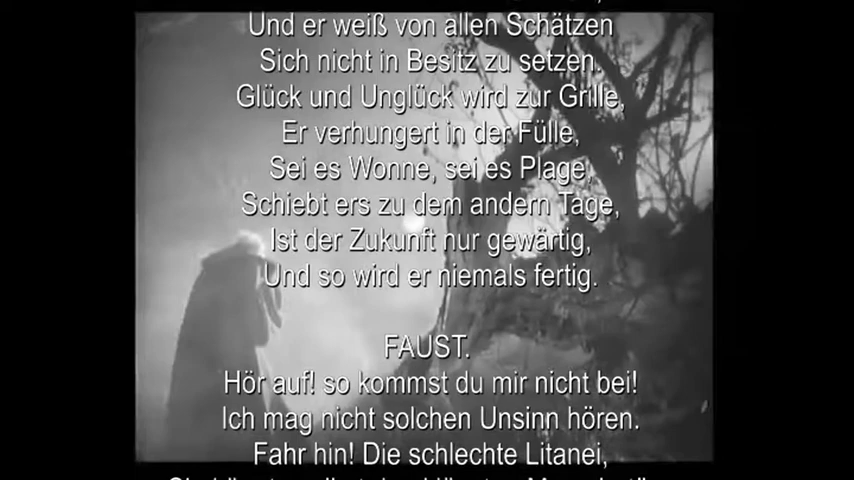 Und er weiß von allen Schätzen
Sich nicht in Besitz zu setzen.
Glück und Unglück wird zur Grille,
Er verhungert in der Fülle,
Sei es Wonne, sei es Plage,
Schiebt ers zu dem andern Tage,
Ist der Zukunft nur gewärtig,
Und so wird er niemals fertig.
FAUST.
Hör auf! so kommst du mir nicht bei!
Ich mag nicht solchen Unsinn hören.
Fahr hin! Die schlechte Litanei,